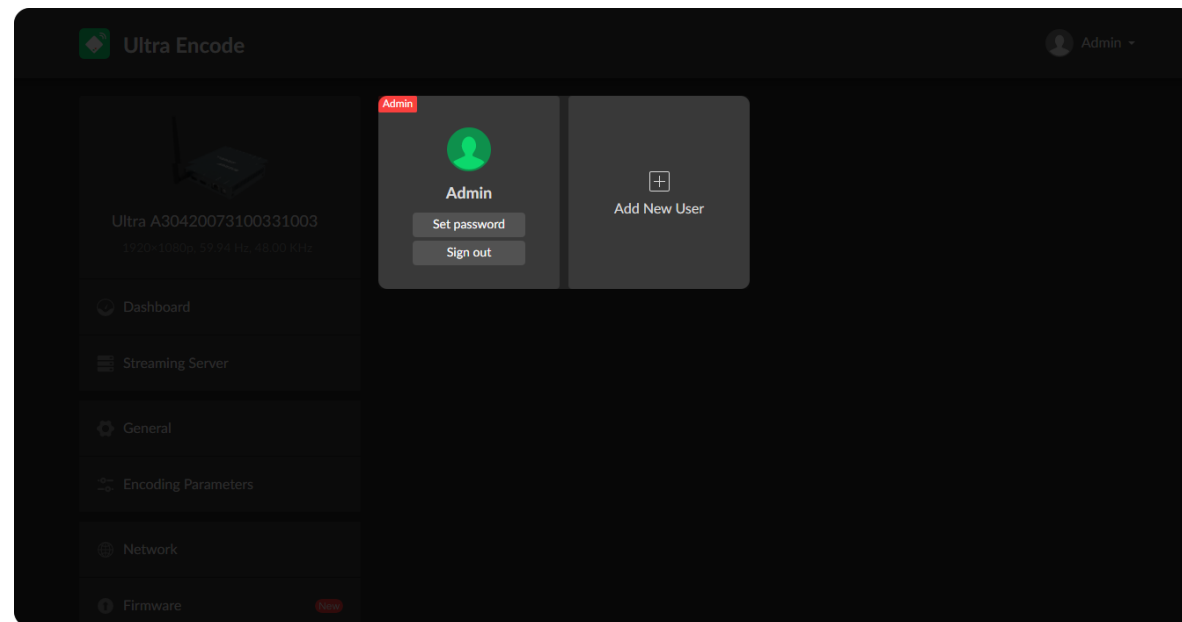 Ultra Encode
Admin
Ultra A30420073100331003
1920×1080p, 59.94 Hz, 48.00 KHz
Dashboard
Streaming Server
General
Encoding Parameters
Network
Firmware
New
Admin
Admin
Set password
Sign out
Add New User